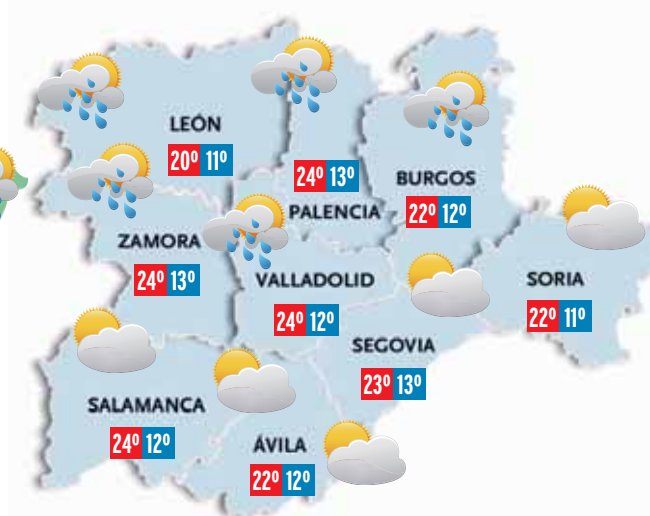 LEÓN
20º 11º
24º 13º
PALENCIA
BURGOS
22º 12º
ZAMORA
24º 13º
VALLADOLID
24º 12º
SORIA
22º 11º
SEGOVIA
23º 13º
SALAMANCA
24º 12º
ÁVILA
22º 12º